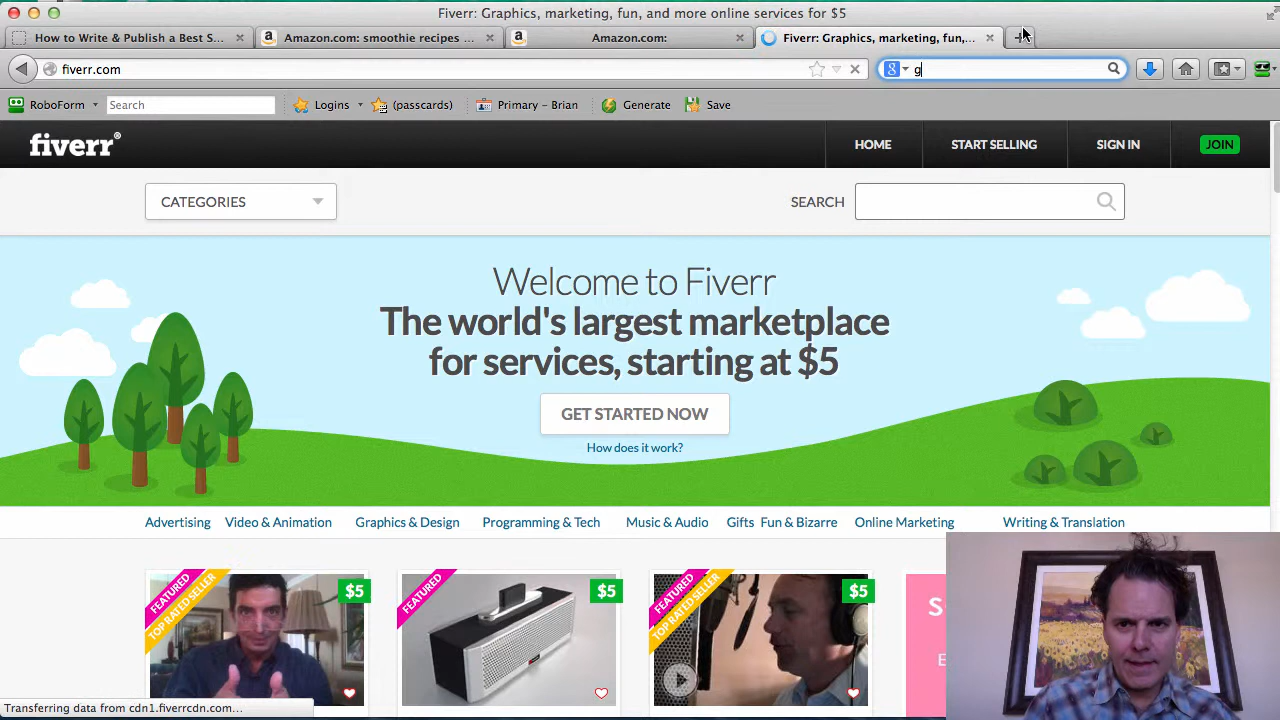 Fiverr: Graphics, marketing, fun, and more online services for $5
How to Write & Publish a Best S...
Amazon.com: smoothie recipes ...
Amazon.com:
Fiverr: Graphics, marketing, fun,...
fiverr.com
g
RoboForm
Search
Logins
(passcards)
Primary - Brian
Generate
Save
fiverr®
HOME
START SELLING
SIGN IN
JOIN
CATEGORIES
SEARCH
Welcome to Fiverr
The world's largest marketplace
for services, starting at $5
GET STARTED NOW
How does it work?
Advertising
Video & Animation
Graphics & Design
Programming & Tech
Music & Audio
Gifts
Fun & Bizarre
Online Marketing
Writing & Translation
FEATURED
TOP RATED SELLER
$5
FEATURED
$5
FEATURED
TOP RATED SELLER
$5
Transferring data from cdn1.fiverrcdn.com...